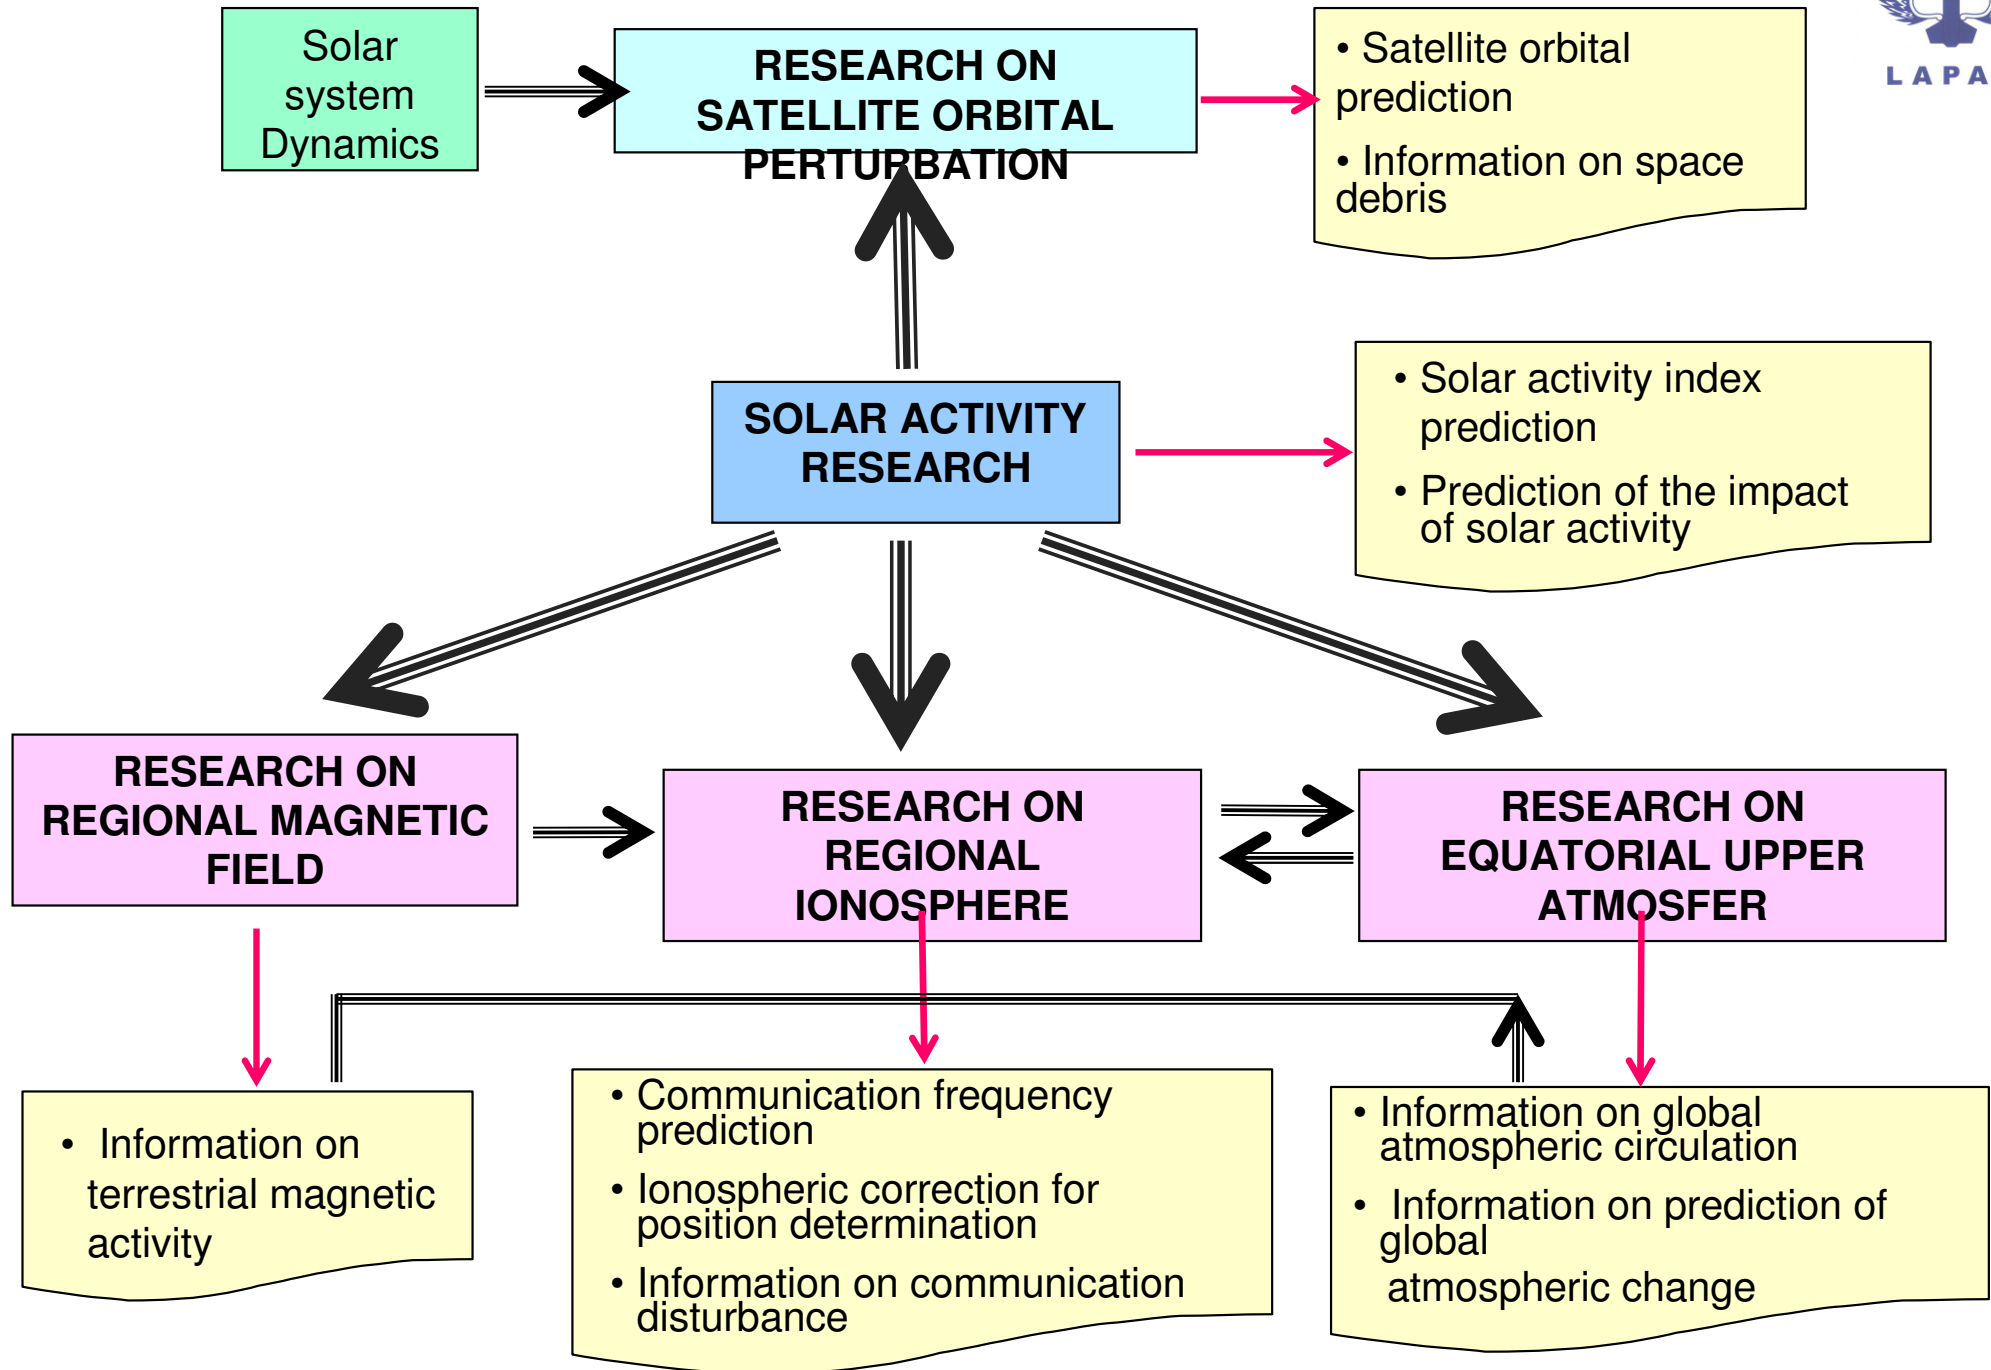 Solar
system
Dynamics
RESEARCH ON
SATELLITE ORBITAL
PERTURBATION
• Satellite orbital
prediction
• Information on space
debris
LAPA
SOLAR ACTIVITY
RESEARCH
• Solar activity index
prediction
• Prediction of the impact
of solar activity
RESEARCH ON
REGIONAL MAGNETIC
FIELD
RESEARCH ON
REGIONAL
IONOSPHERE
RESEARCH ON
EQUATORIAL UPPER
ATMOSFER
• Information on
terrestrial magnetic
activity
• Communication frequency
prediction
• Ionospheric correction for
position determination
• Information on communication
disturbance
• Information on global
atmospheric circulation
• Information on prediction of
global
atmospheric change